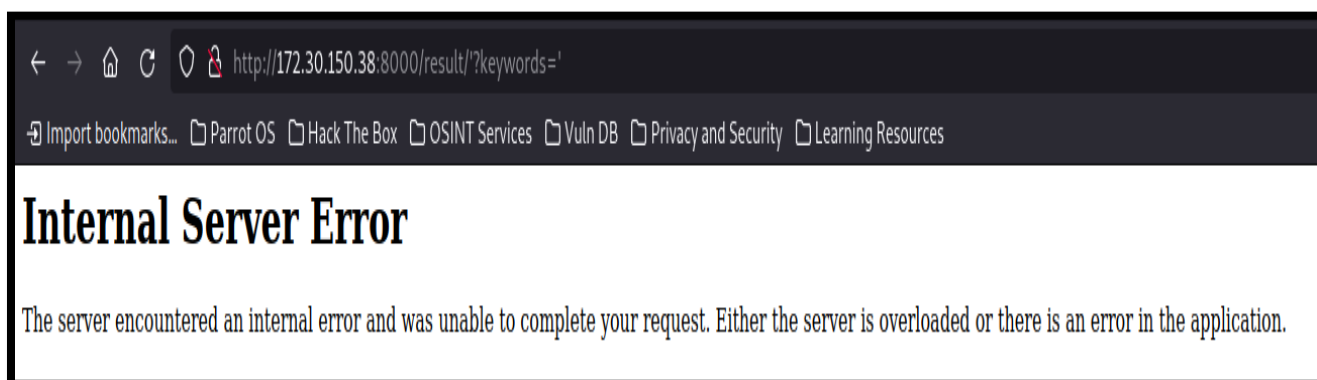 http://172.30.150.38:8000/result/'?keywords='
Import bookmarks... Parrot OS Hack The Box OSINT Services Vuln DB Privacy and Security Learning Resources
Internal Server Error
The server encountered an internal error and was unable to complete your request. Either the server is overloaded or there is an error in the application.